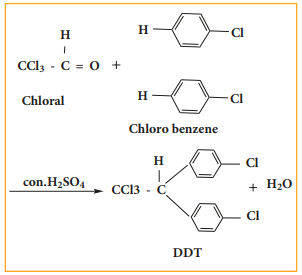 H
H Cl
CCl₃ - C = O +
Chloral
H Cl
Chloro benzene
H
con.H₂SO₄ CCl3 - C Cl
+ H₂O
Cl
DDT